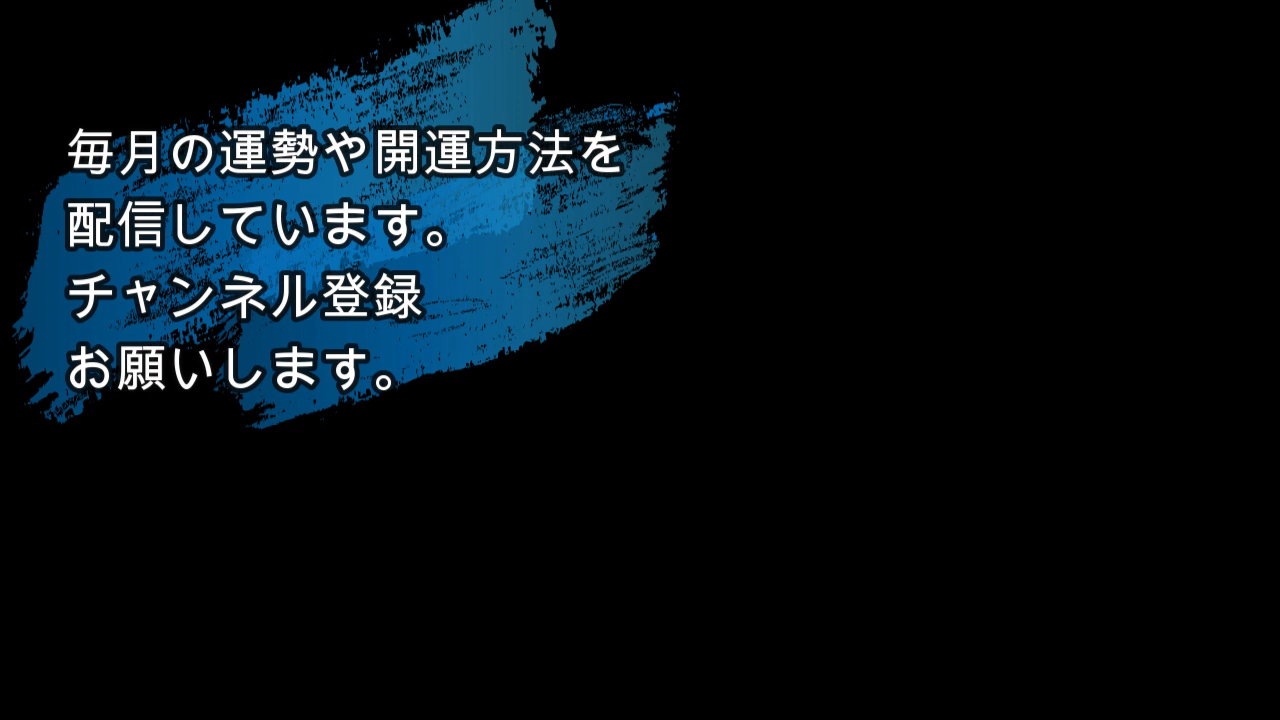 毎月の運勢や開運方法を
配信しています。
チャンネル登録
お願いします。